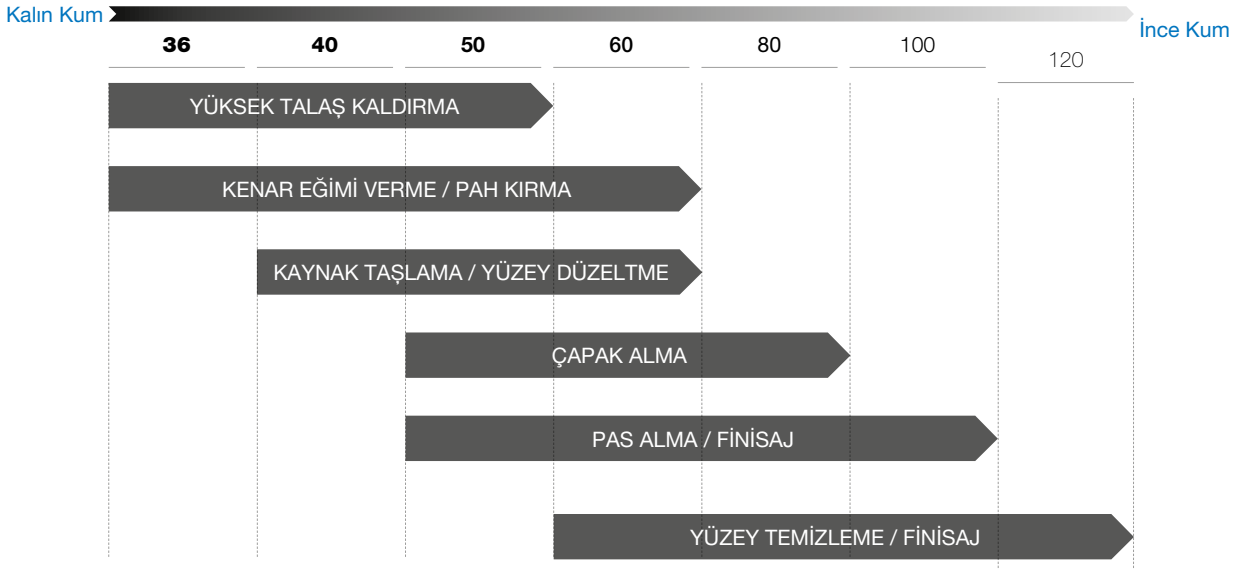 Kalın Kum
İnce Kum
36 40 50 60 80 100 120
YÜKSEK TALAŞ KALDIRMA
KENAR EĞİMİ VERME / PAH KIRMA
KAYNAK TAŞLAMA / YÜZEY DÜZELTME
ÇAPAK ALMA
PAS ALMA / FİNİSAJ
YÜZEY TEMİZLEME / FİNİSAJ